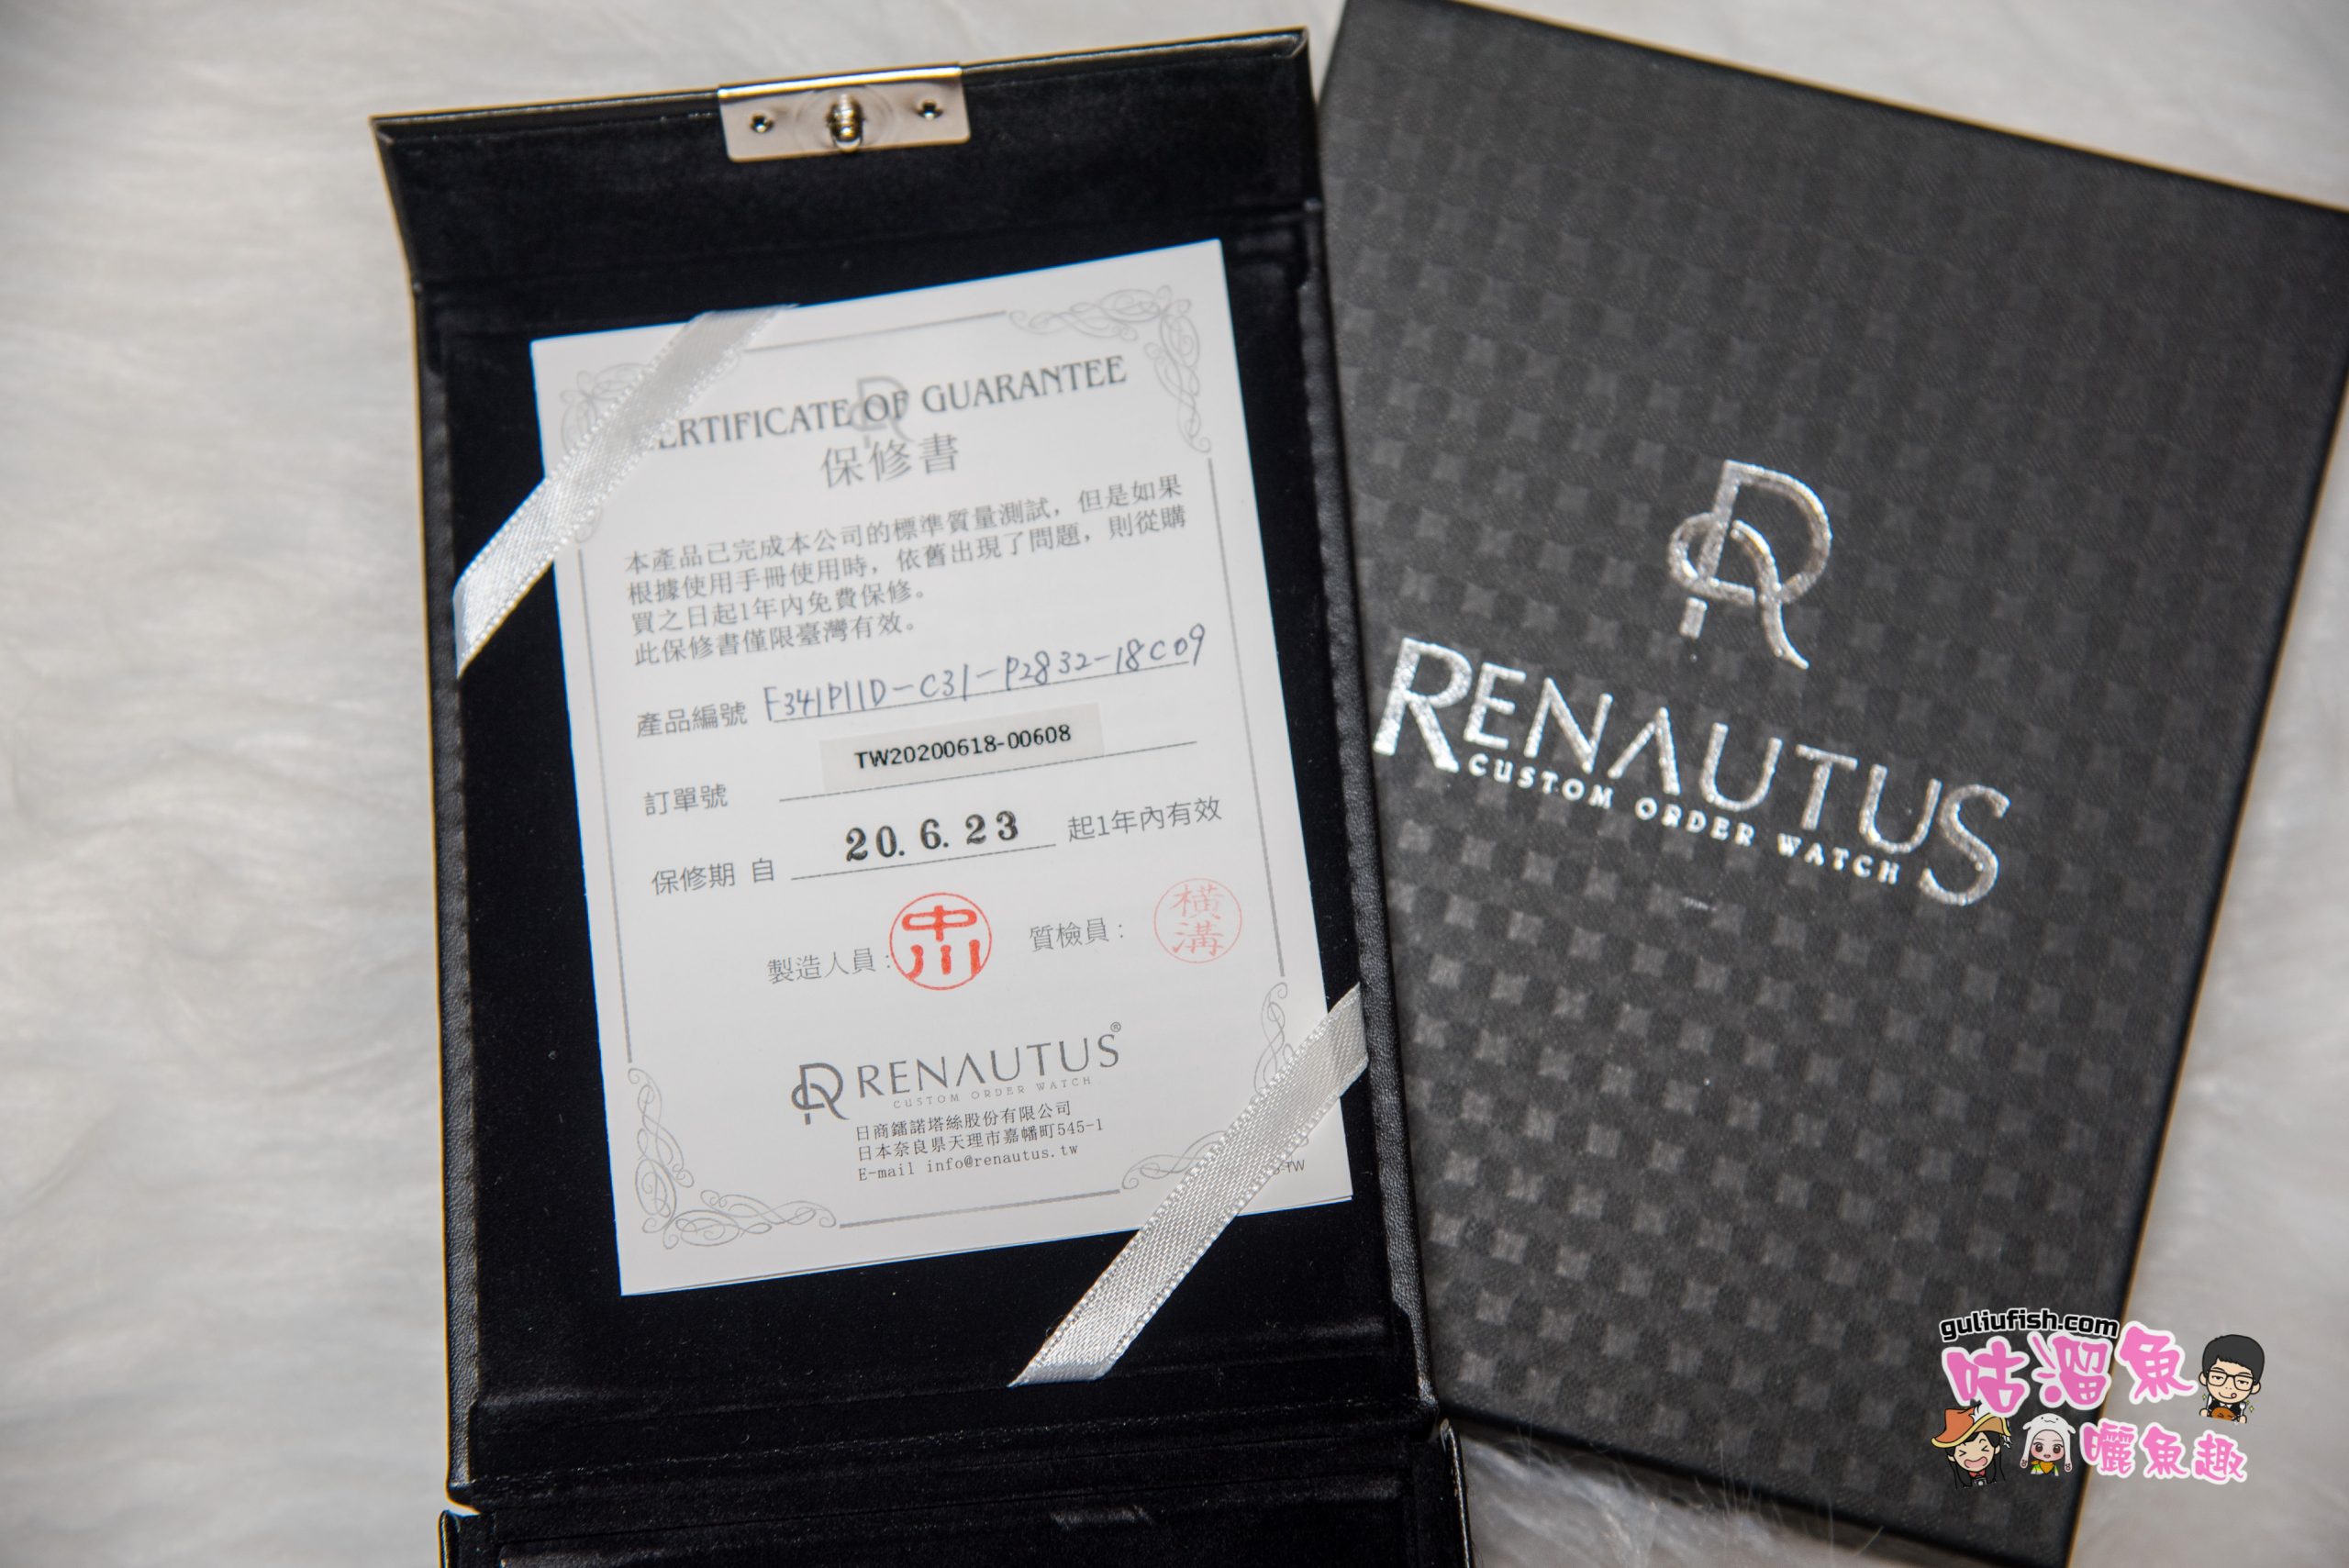 ERTIFICATE OF GUARANTEE
保修書
本產品已完成本公司的標準質量測試，但是如果
根據使用手冊使用時，依舊出現了問題，則從購
買之日起1年內免費保修。
此保修書僅限臺灣有效。
產品編號 F341P11D-C31-P2832-18C09
訂單號 TW20200618-00608
保修期 自 20. 6. 23 起1年內有效
製造人員： 中川 質檢員： 橫溝
RENAUTUS®
CUSTOM ORDER WATCH
日商鐳諾塔絲股份有限公司
日本奈良県天理市嘉幡町545-1
E-mail info@renautus.tw
-TW
RENAUTUS
CUSTOM ORDER WATCH
guliufish.com
咕溜魚
曬魚趣